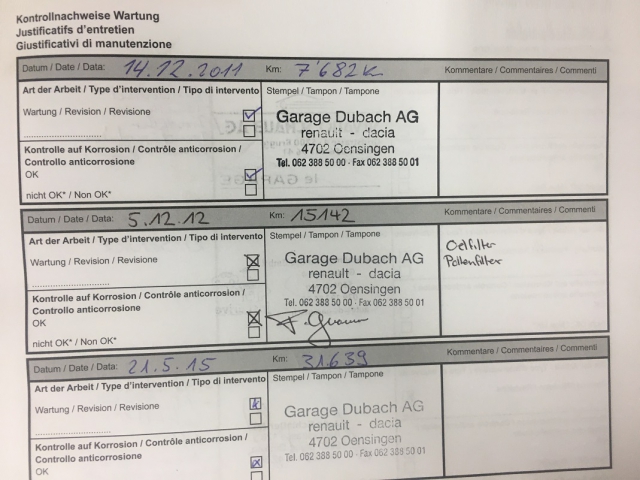 Kontrollnachweise Wartung
Justificatifs d'entretien
Giustificativi di manutenzione
Datum / Date / Data: 14.12.2011 Km: 7'682 Kommentare / Commentaires / Commenti
Art der Arbeit / Type d'intervention / Tipo di intervento Stempel / Tampon / Tampone
Wartung / Revision / Revisione
Garage Dubach AG
renault - dacia
4702 Oensingen
Tel. 062 388 50 01 · Fax 062 388 50 01
Kontrolle auf Korrosion / Contrôle anticorrosion /
Controllo anticorrosione
OK
nicht OK* / Non OK*
Datum / Date / Data: 5.12.12 Km: 15142 Kommentare / Commentaires / Commenti
Art der Arbeit / Type d'intervention / Tipo di intervento Stempel / Tampon / Tampone
Wartung / Revision / Revisione
Garage Dubach AG
renault - dacia
4702 Oensingen
Tel. 062 388 50 00 · Fax 062 388 50 01
Oelfilter
Pollenfilter
Kontrolle auf Korrosion / Contrôle anticorrosion /
Controllo anticorrosione
OK
nicht OK* / Non OK*
Datum / Date / Data: 21.5.15 Km: 31.639 Kommentare / Commentaires / Commenti
Art der Arbeit / Type d'intervention / Tipo di intervento Stempel / Tampon / Tampone
Wartung / Revision / Revisione
Garage Dubach AG
renault - dacia
4702 Oensingen
Tel. 062 388 50 00 · Fax 062 388 50 01
Kontrolle auf Korrosion / Contrôle anticorrosion /
Controllo anticorrosione
OK